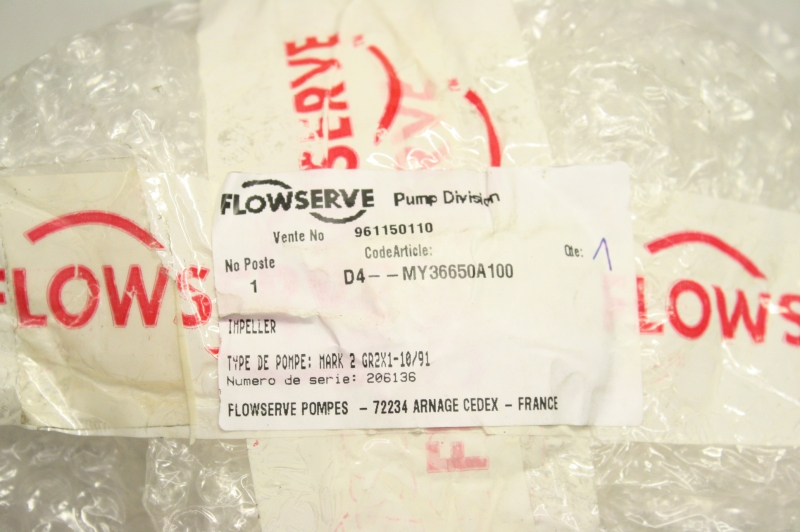 FLOWSERVE
FLOWSERVE Pump Division
Vente No 961150110
No Poste CodeArticle: Qte: 1
1 D4- -MY36650A100
IMPELLER
TYPE DE POMPE: MARK 2 GR2X1-10/91
Numero de serie: 206136
FLOWSERVE POMPES - 72234 ARNAGE CEDEX - FRANCE
FLOWS
LOWS